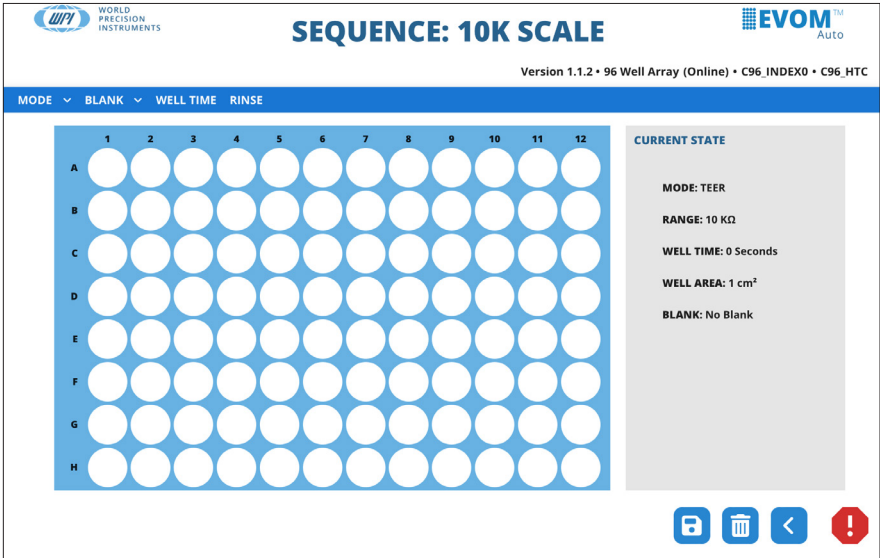 WPI
WORLD
PRECISION
INSTRUMENTS
SEQUENCE: 10K SCALE
EVOM™
Auto
Version 1.1.2 • 96 Well Array (Online) • C96_INDEX0 • C96_HTC
MODE BLANK WELL TIME RINSE
1 2 3 4 5 6 7 8 9 10 11 12
A
B
C
D
E
F
G
H
CURRENT STATE
MODE: TEER
RANGE: 10 KΩ
WELL TIME: 0 Seconds
WELL AREA: 1 cm²
BLANK: No Blank